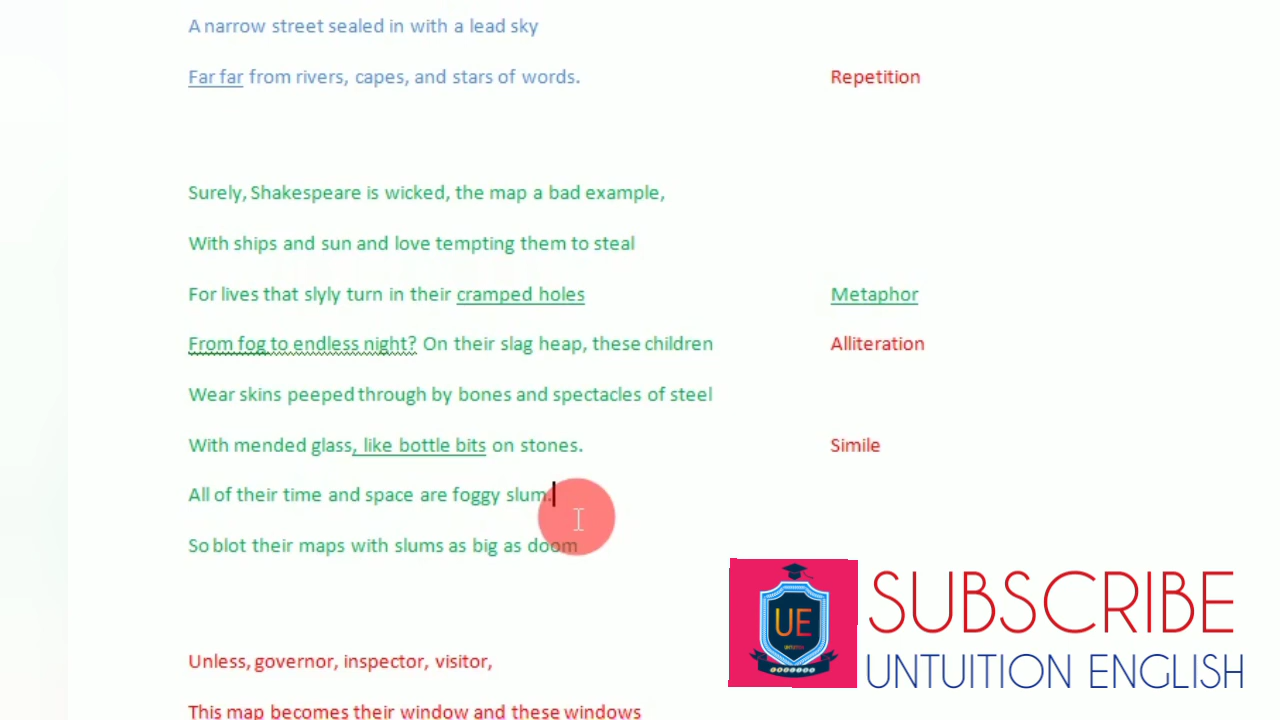 A narrow street sealed in with a lead sky
Far far from rivers, capes, and stars of words. Repetition
Surely, Shakespeare is wicked, the map a bad example,
With ships and sun and love tempting them to steal
For lives that slyly turn in their cramped holes Metaphor
From fog to endless night? On their slag heap, these children Alliteration
Wear skins peeped through by bones and spectacles of steel
With mended glass, like bottle bits on stones. Simile
All of their time and space are foggy slum.
So blot their maps with slums as big as doom
Unless, governor, inspector, visitor,
This map becomes their window and these windows
UE
SUBSCRIBE
UNTUITION ENGLISH